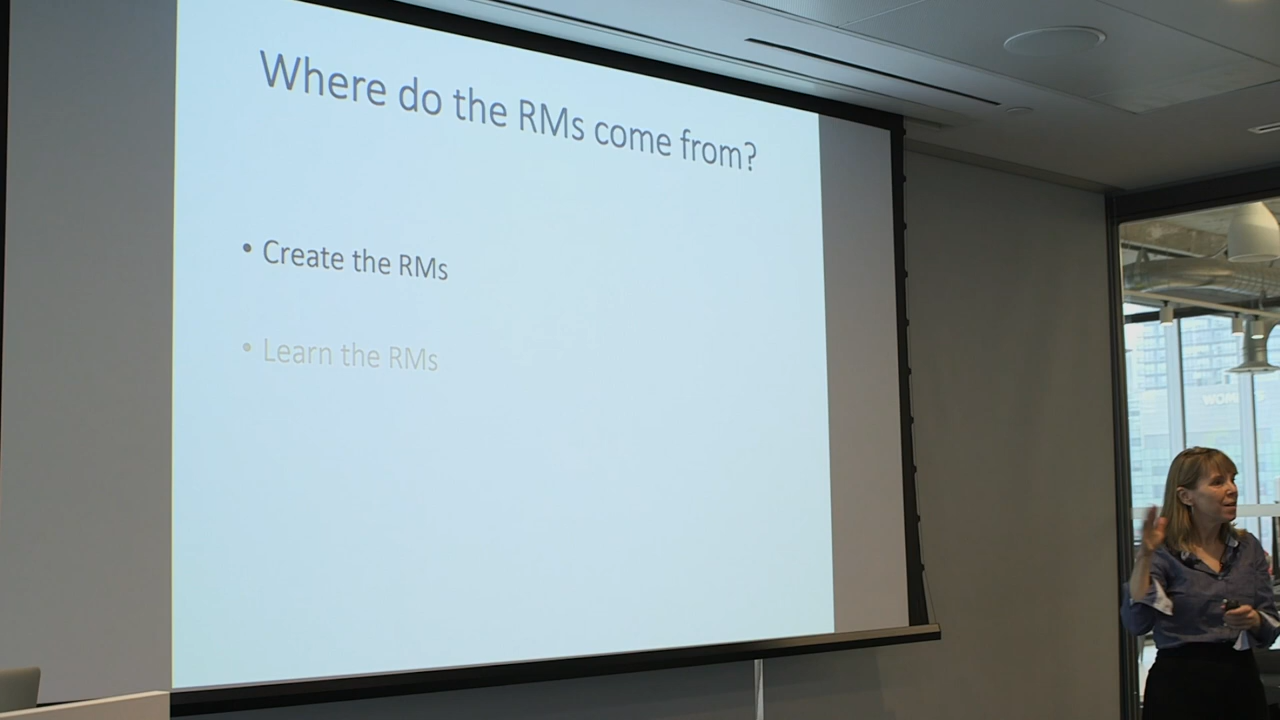 Where do the RMs come from?
• Create the RMs
• Learn the RMs